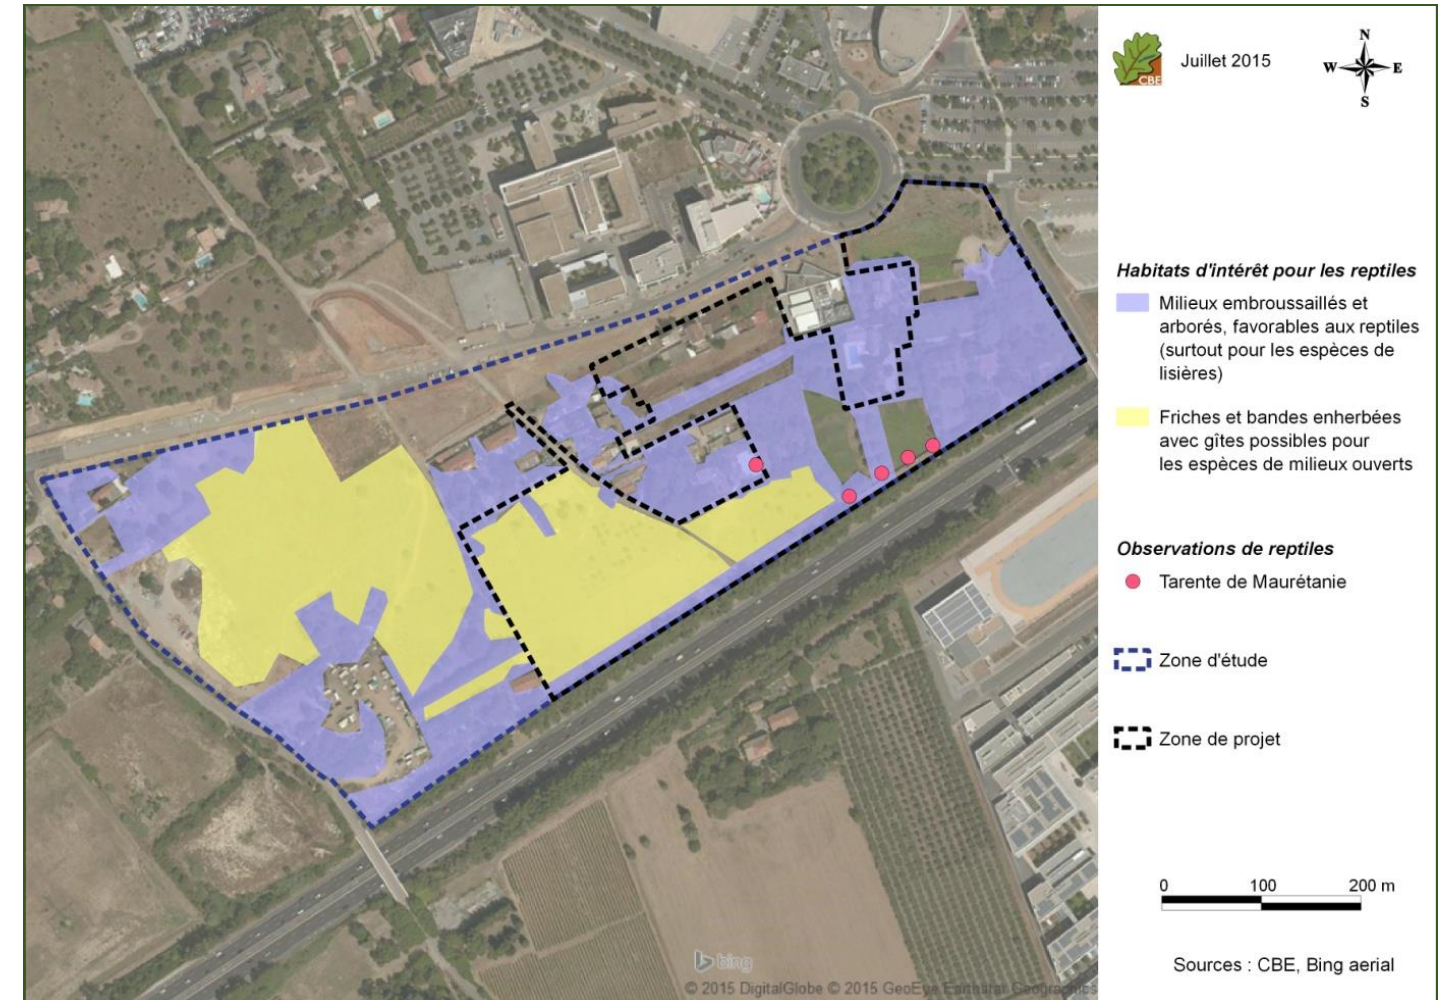 CBE
Juillet 2015
N
W E
S
Habitats d'intérêt pour les reptiles
Milieux embroussaillés et
arborés, favorables aux reptiles
(surtout pour les espèces de
lisières)
Friches et bandes enherbées
avec gîtes possibles pour
les espèces de milieux ouverts
Observations de reptiles
Tarente de Maurétanie
Zone d'étude
Zone de projet
0 100 200 m
Sources : CBE, Bing aerial
bing
© 2015 DigitalGlobe © 2015 GeoEye Earthstar Geographics